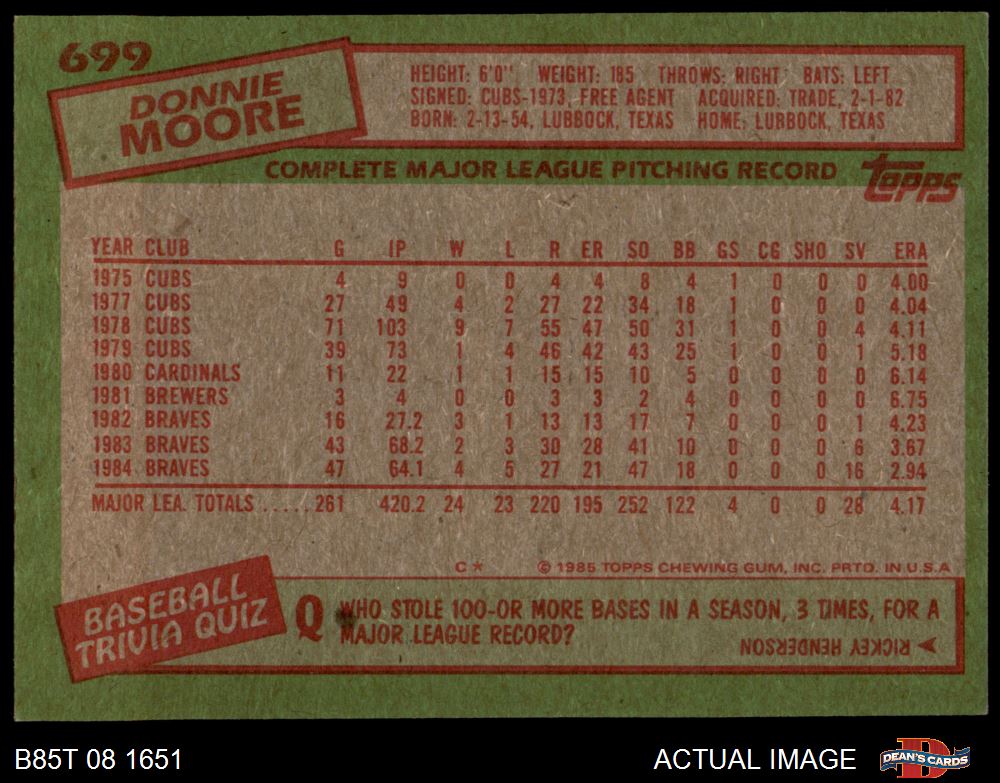 699
DONNIE
MOORE
HEIGHT: 6'0" WEIGHT: 185 THROWS: RIGHT BATS: LEFT
SIGNED: CUBS-1973, FREE AGENT ACQUIRED: TRADE, 2-1-82
BORN: 2-13-54, LUBBOCK, TEXAS HOME: LUBBOCK, TEXAS
COMPLETE MAJOR LEAGUE PITCHING RECORD
Topps
YEAR CLUB G IP W L R ER SO BB GS CG SHO SV ERA
1975 CUBS 4 9 0 0 4 4 8 4 1 0 0 0 4.00
1977 CUBS 27 49 4 2 27 22 34 18 1 0 0 0 4.04
1978 CUBS 71 103 9 7 55 47 50 31 1 0 0 4 4.11
1979 CUBS 39 73 1 4 46 42 43 25 1 0 0 1 5.18
1980 CARDINALS 11 22 1 1 15 15 10 5 0 0 0 0 6.14
1981 BREWERS 3 4 0 0 3 3 2 4 0 0 0 0 6.75
1982 BRAVES 16 27.2 3 1 13 13 17 7 0 0 0 1 4.23
1983 BRAVES 43 68.2 2 3 30 28 41 10 0 0 0 6 3.67
1984 BRAVES 47 64.1 4 5 27 21 47 18 0 0 0 16 2.94
MAJOR LEA. TOTALS ..... 261 420.2 24 23 220 195 252 122 4 0 0 28 4.17
C* © 1985 TOPPS CHEWING GUM, INC. PRTD. IN U.S.A
BASEBALL
TRIVIA QUIZ
Q WHO STOLE 100-OR MORE BASES IN A SEASON, 3 TIMES, FOR A
MAJOR LEAGUE RECORD?
RICKEY HENDERSON
B85T 08 1651
ACTUAL IMAGE
DEAN'S CARDS